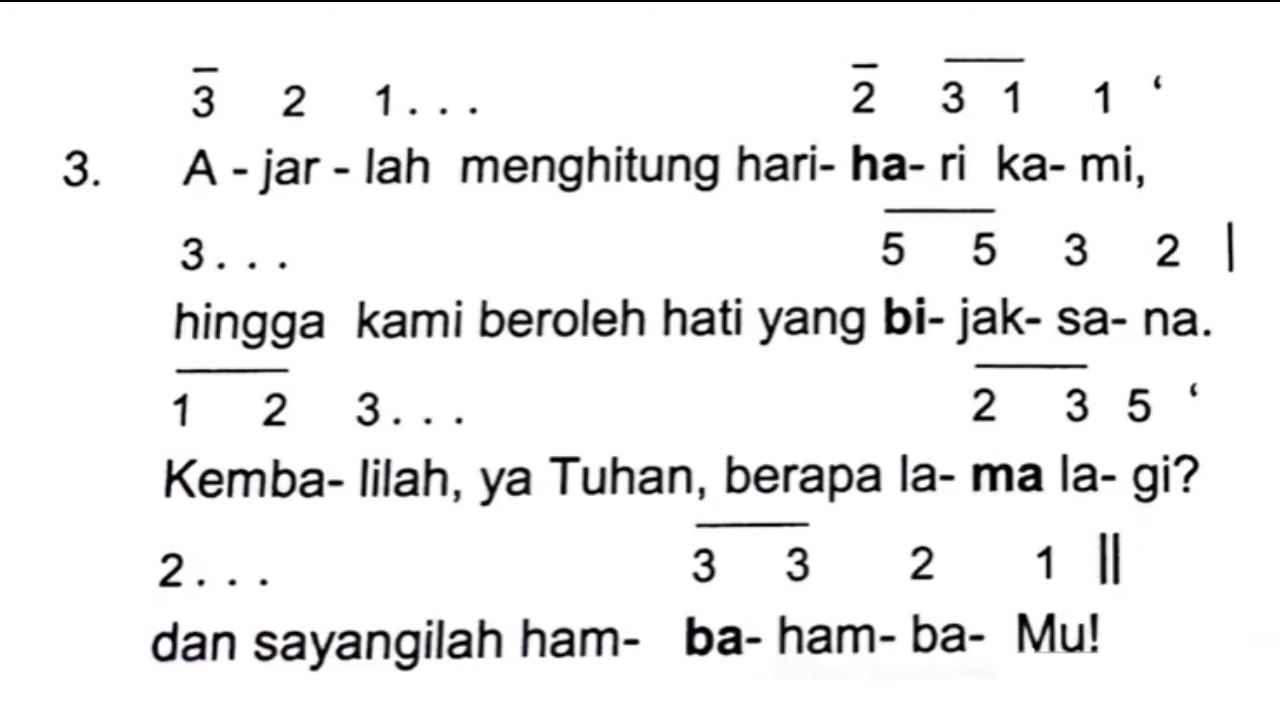 3 2 1 . . . 2 3 1 1 ‘
3. A - jar - lah menghitung hari- ha- ri ka- mi,
3 . . . 5 5 3 2 |
hingga kami beroleh hati yang bi- jak- sa- na.
1 2 3 . . . 2 3 5 ‘
Kemba- lilah, ya Tuhan, berapa la- ma la- gi?
2 . . . 3 3 2 1 ||
dan sayangilah ham- ba- ham- ba- Mu!